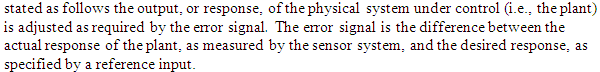 stated as follows the output, or response, of the physical system under control (i.e., the plant)
is adjusted as required by the error signal. The error signal is the difference between the
actual response of the plant, as measured by the sensor system, and the desired response, as
specified by a reference input.